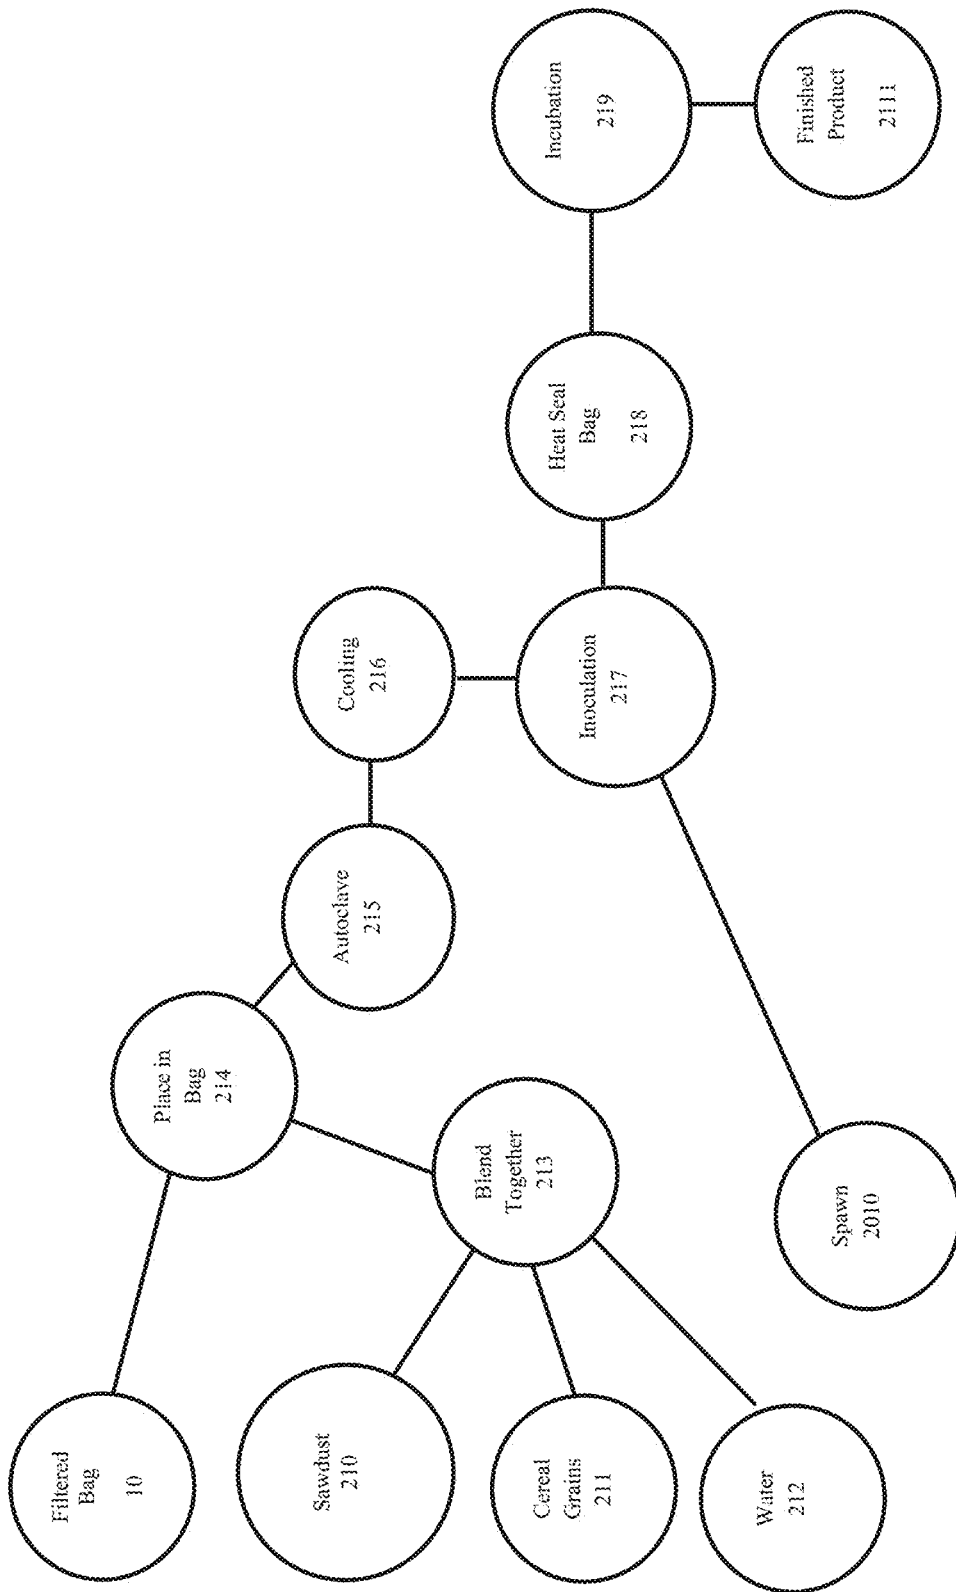 Filtered
Bag
10
Sawdust
210
Cereal
Grains
211
Water
212
Place in
Bag
214
Blend
Together
213
Spawn
2010
Autoclave
215
Cooling
216
Inoculation
217
Heat Seal
Bag
218
Incubation
219
Finished
Product
2111